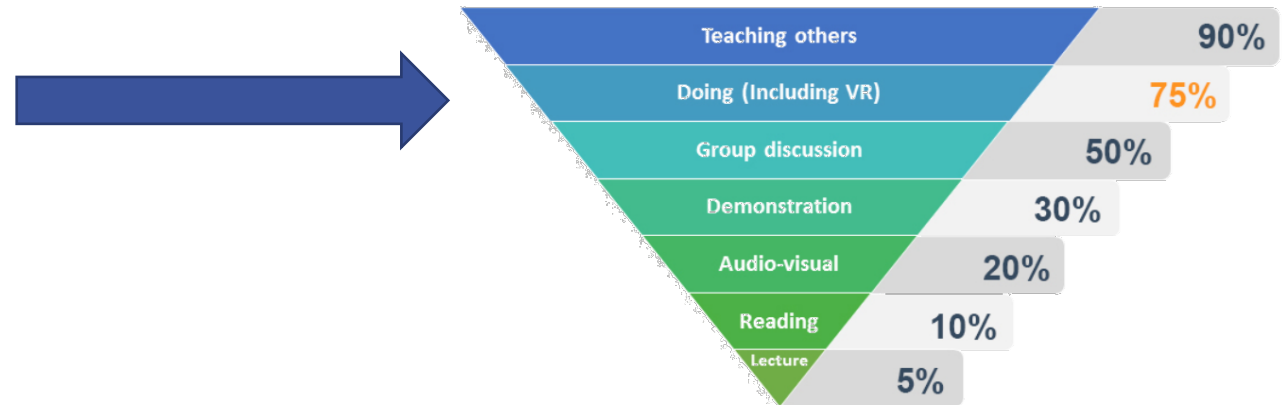 Teaching others 90%
Doing (Including VR) 75%
Group discussion 50%
Demonstration 30%
Audio-visual 20%
Reading 10%
Lecture 5%